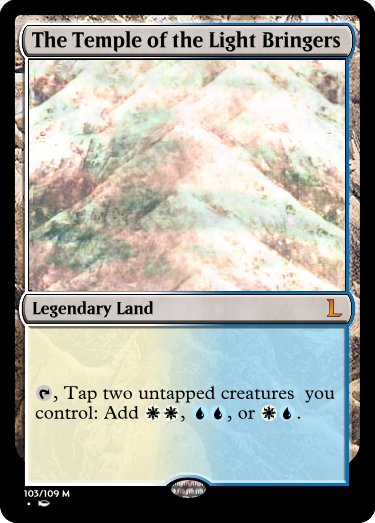 The Temple of the Light Bringers
Legendary Land
L
, Tap two untapped creatures you
control: Add , , or .
103/109 M